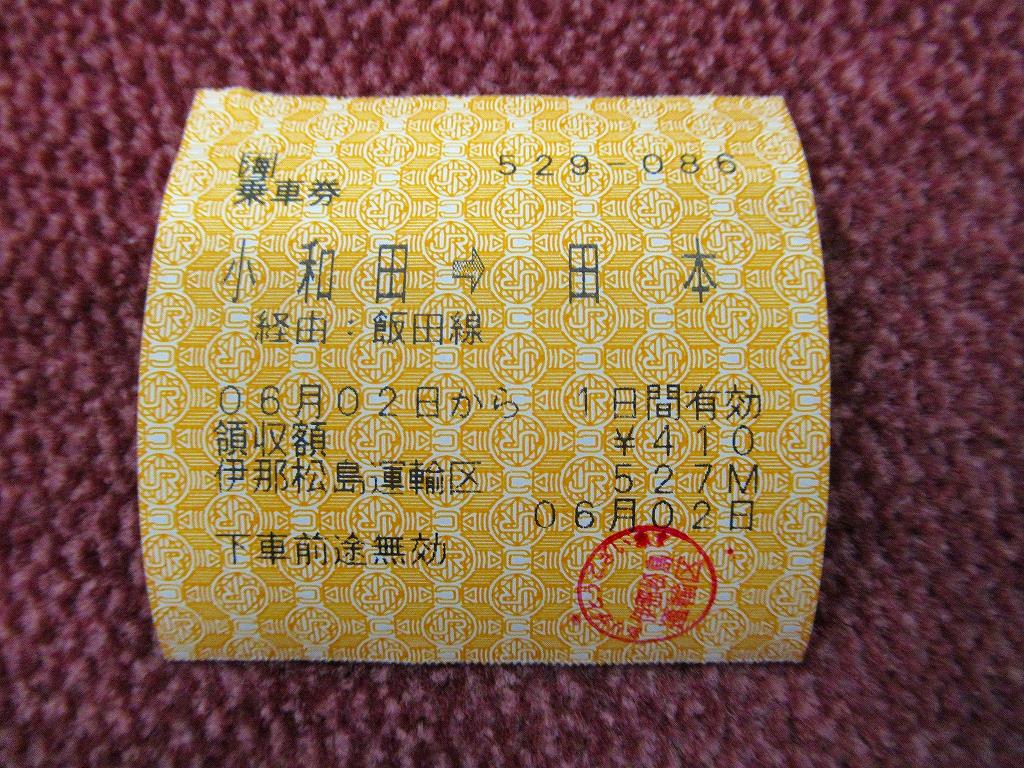 529-086
乗車券
小和田⇨田本
経由:飯田線
06月02日から 1日間有効
領収額 ¥410
伊那松島運輸区 527M
06月02日
下車前途無効